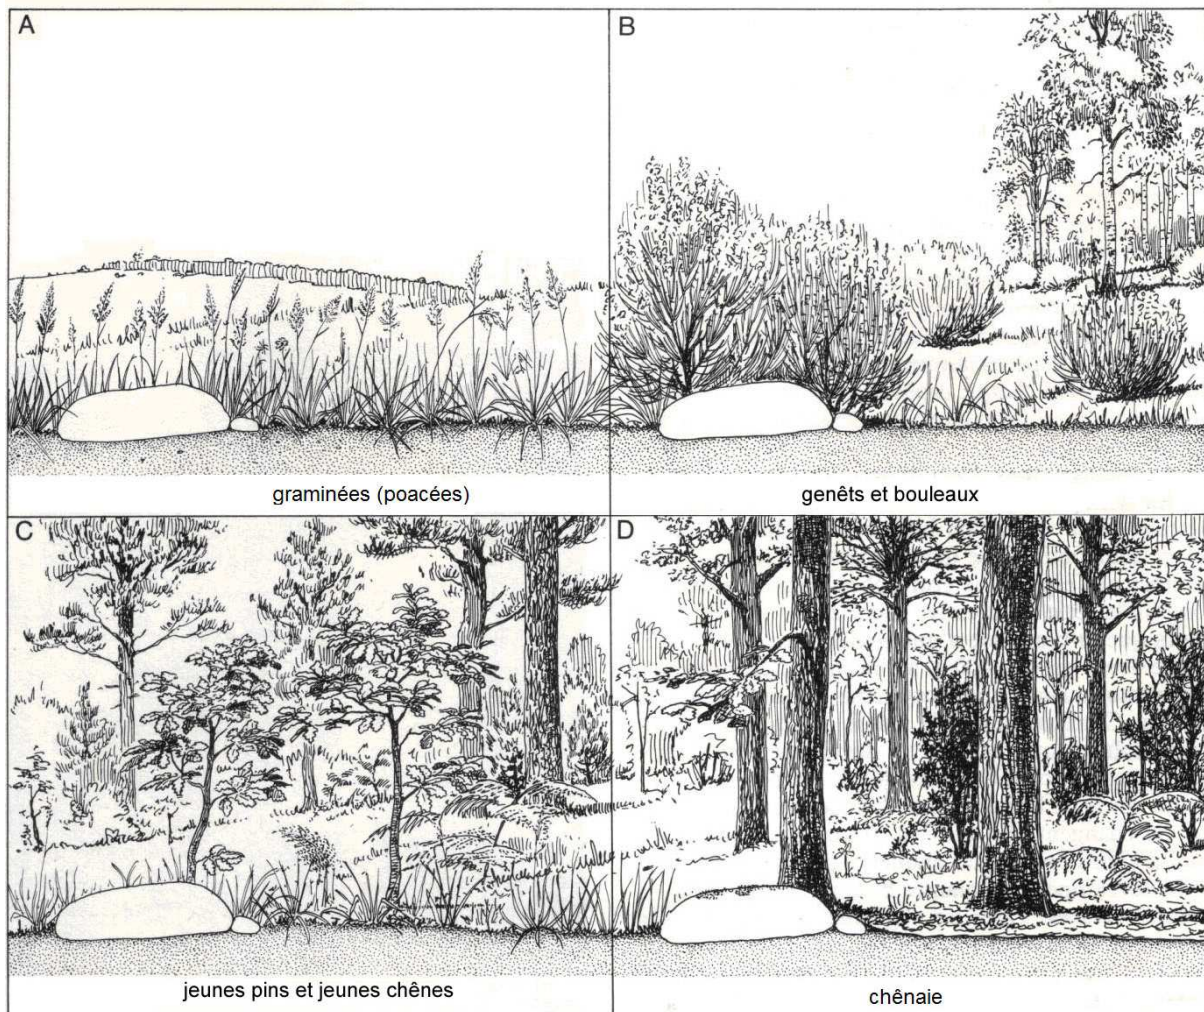 A
B
graminées (poacées)
genêts et bouleaux
C
D
jeunes pins et jeunes chênes
chênaie